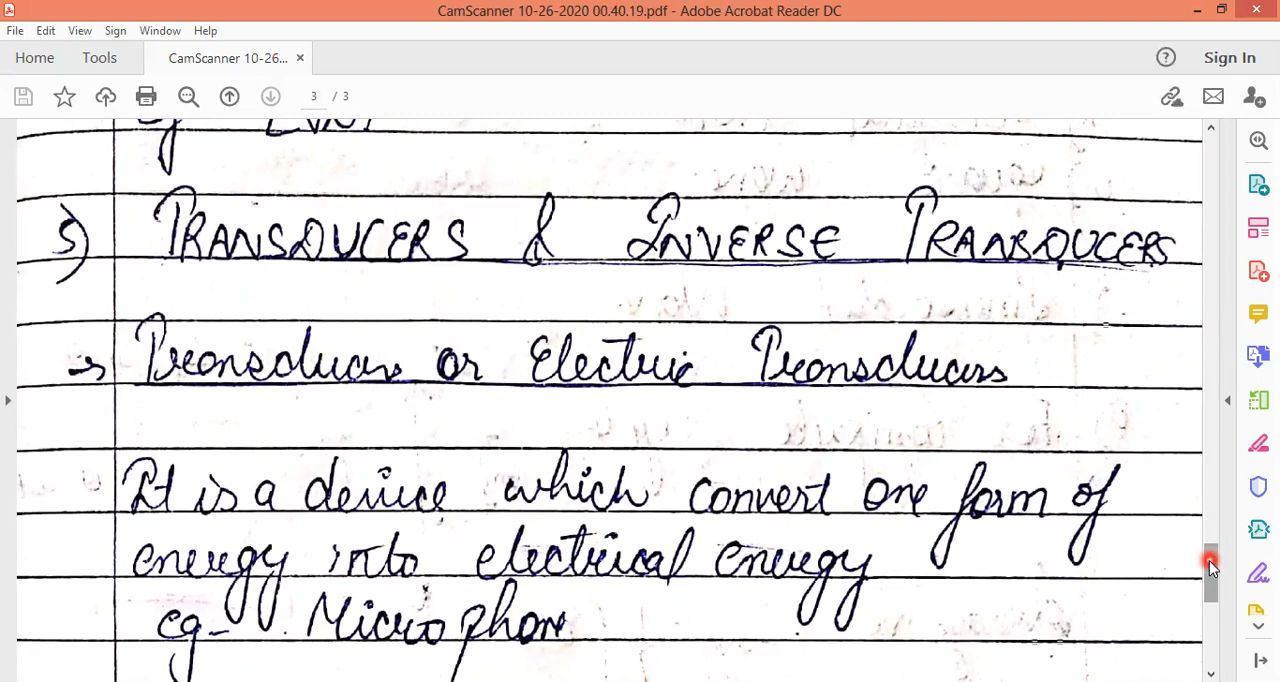 CamScanner 10-26-2020 00.40.19.pdf - Adobe Acrobat Reader DC
File Edit View Sign Window Help
Home Tools CamScanner 10-26... × Sign In
3 / 3
eg LVDT
5) TRANSDUCERS & INVERSE TRANSDUCERS
→ Transducers or Electric Transducers
It is a device which convert one form of
energy into electrical energy
eg - Microphone